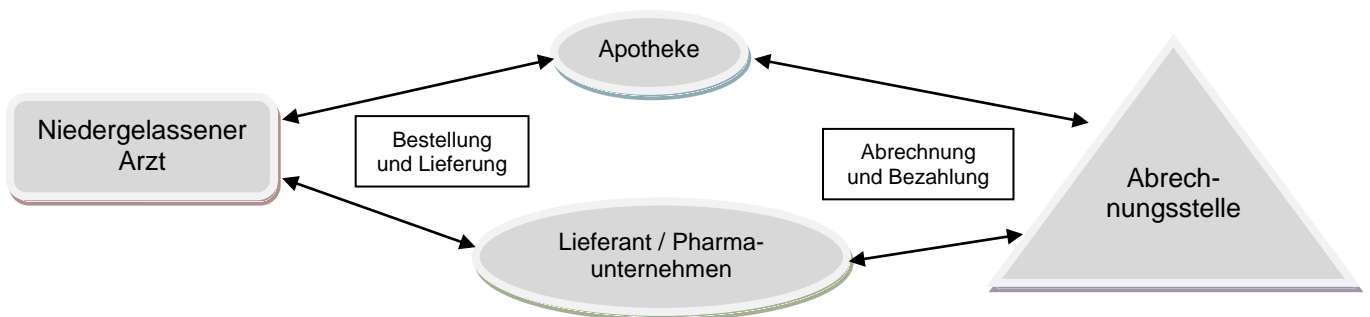 Apotheke
Niedergelassener
Arzt
Bestellung
und Lieferung
Abrechnung
und Bezahlung
Abrech-
nungsstelle
Lieferant / Pharma-
unternehmen